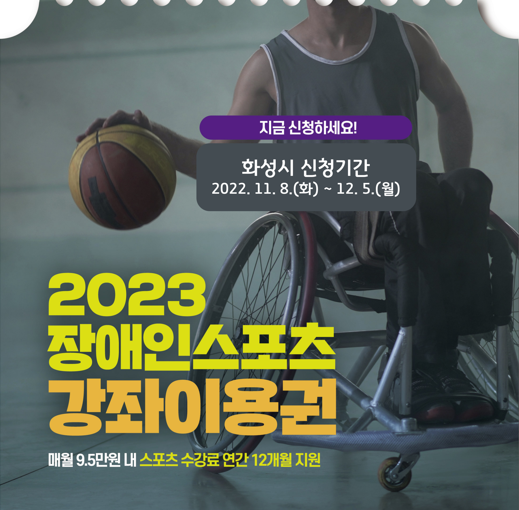 지금 신청하세요!
화성시 신청기간
2022. 11. 8.(화) ~ 12. 5.(월)
2023
장애인스포츠
강좌이용권
매월 9.5만원 내 스포츠 수강료 연간 12개월 지원